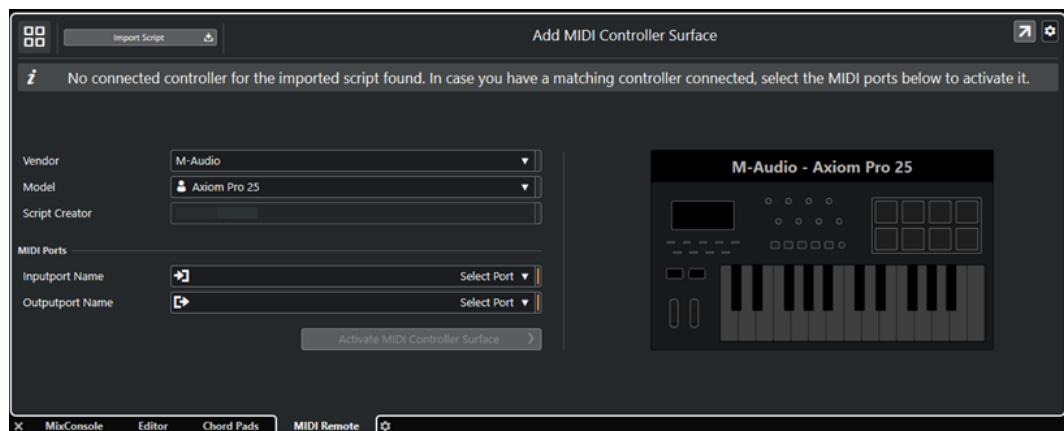 Import Script
Add MIDI Controller Surface
i No connected controller for the imported script found. In case you have a matching controller connected, select the MIDI ports below to activate it.
Vendor M-Audio
Model Axiom Pro 25
Script Creator
MIDI Ports
Inputport Name Select Port
Outputport Name Select Port
Activate MIDI Controller Surface
M-Audio - Axiom Pro 25
MixConsole Editor Chord Pads MIDI Remote